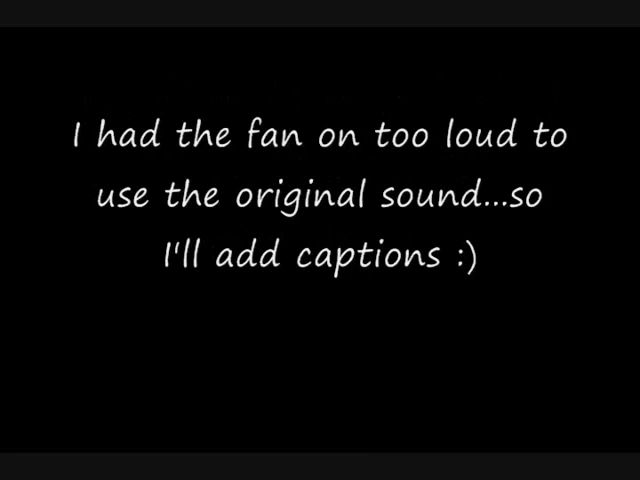 I had the fan on too loud to
use the original sound...so
I'll add captions :)